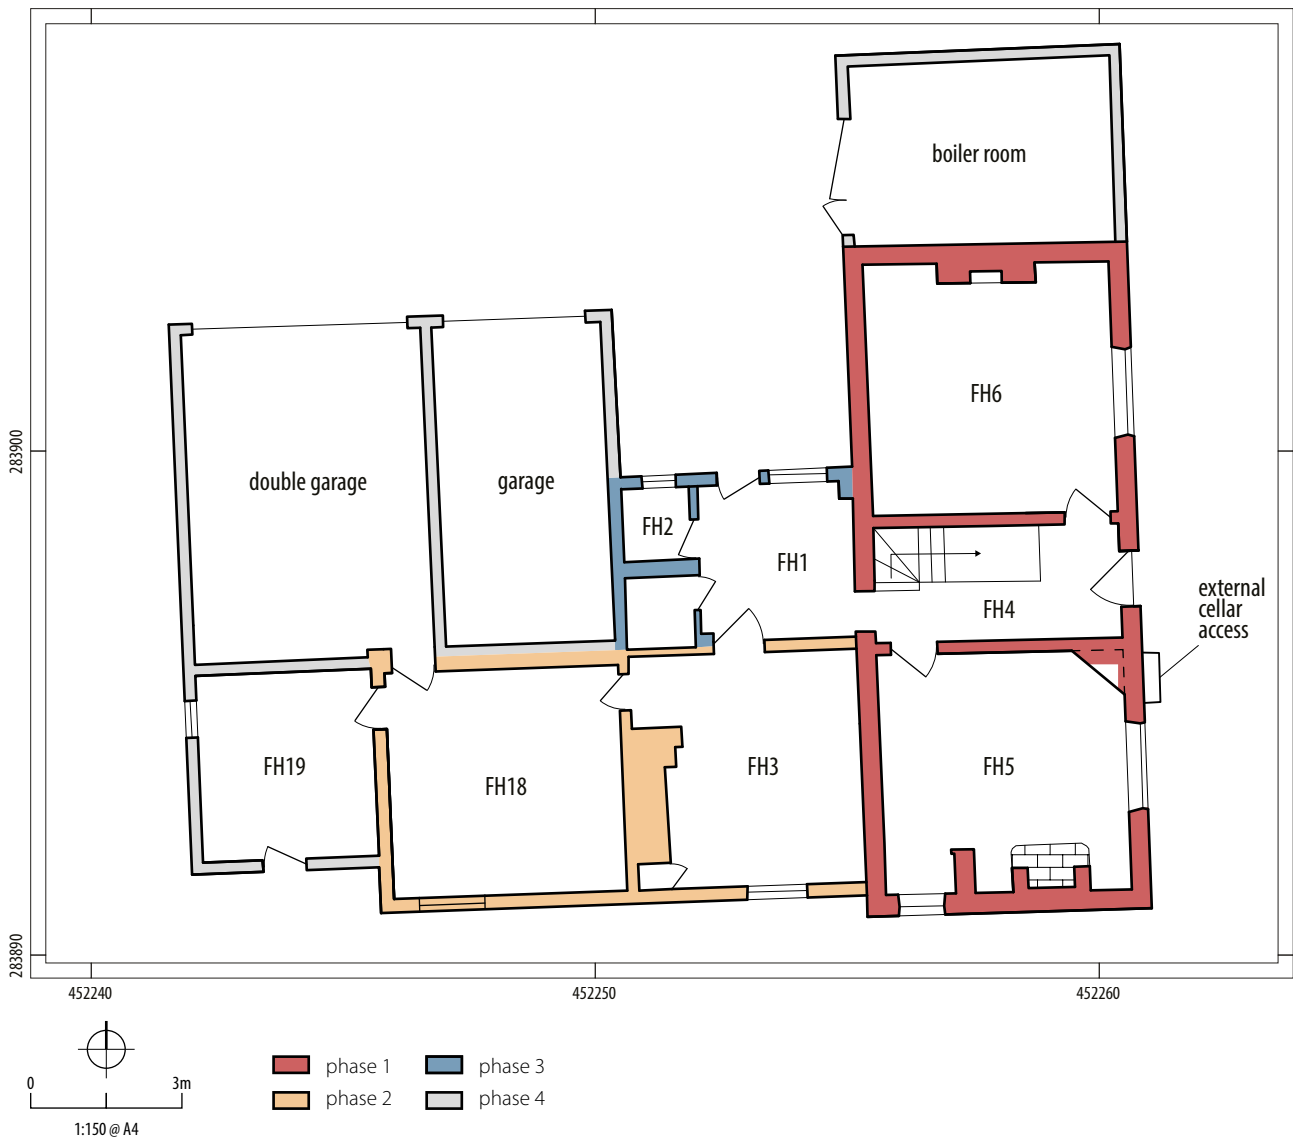 boiler room
FH6
283900
double garage
garage
FH2
FH1
FH4
external
cellar
access
FH19
FH18
FH3
FH5
283890
452240
452250
452260
0
3m
1:150 @ A4
phase 1
phase 2
phase 3
phase 4